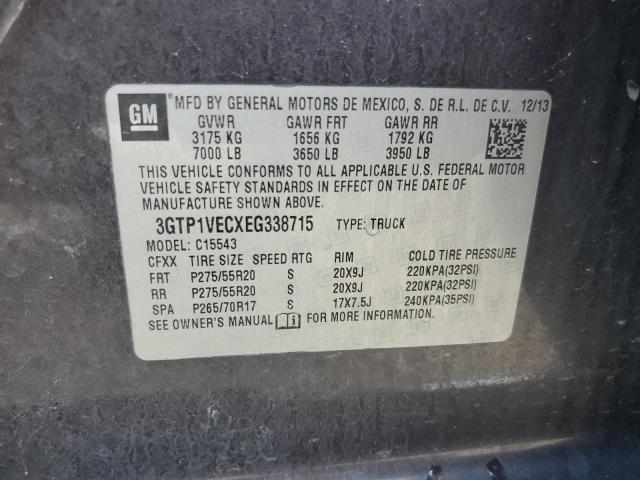 GM MFD BY GENERAL MOTORS DE MEXICO, S. DE R.L. DE C.V. 12/13
GVWR GAWR FRT GAWR RR
3175 KG 1656 KG 1792 KG
7000 LB 3650 LB 3950 LB
THIS VEHICLE CONFORMS TO ALL APPLICABLE U.S. FEDERAL MOTOR
VEHICLE SAFETY STANDARDS IN EFFECT ON THE DATE OF
MANUFACTURE SHOWN ABOVE.
3GTP1VECXEG338715 TYPE: TRUCK
MODEL: C15543
CFXX TIRE SIZE SPEED RTG RIM COLD TIRE PRESSURE
FRT P275/55R20 S 20X9J 220KPA(32PSI)
RR P275/55R20 S 20X9J 220KPA(32PSI)
SPA P265/70R17 S 17X7.5J 240KPA(35PSI)
SEE OWNER'S MANUAL FOR MORE INFORMATION.